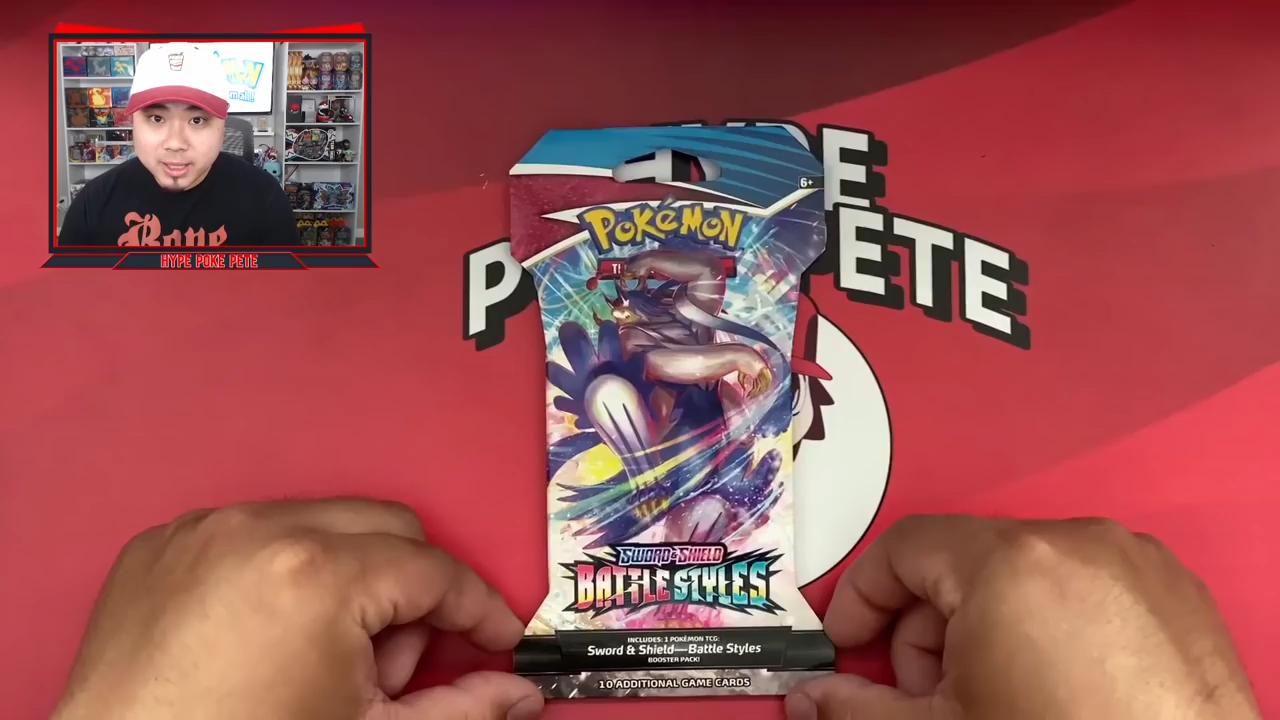 HYPE POKE PETE
6+
POKÉMON
SWORD & SHIELD
BATTLE STYLES
INCLUDES: 1 POKÉMON TCG:
Sword & Shield—Battle Styles
BOOSTER PACK!
10 ADDITIONAL GAME CARDS
PETE